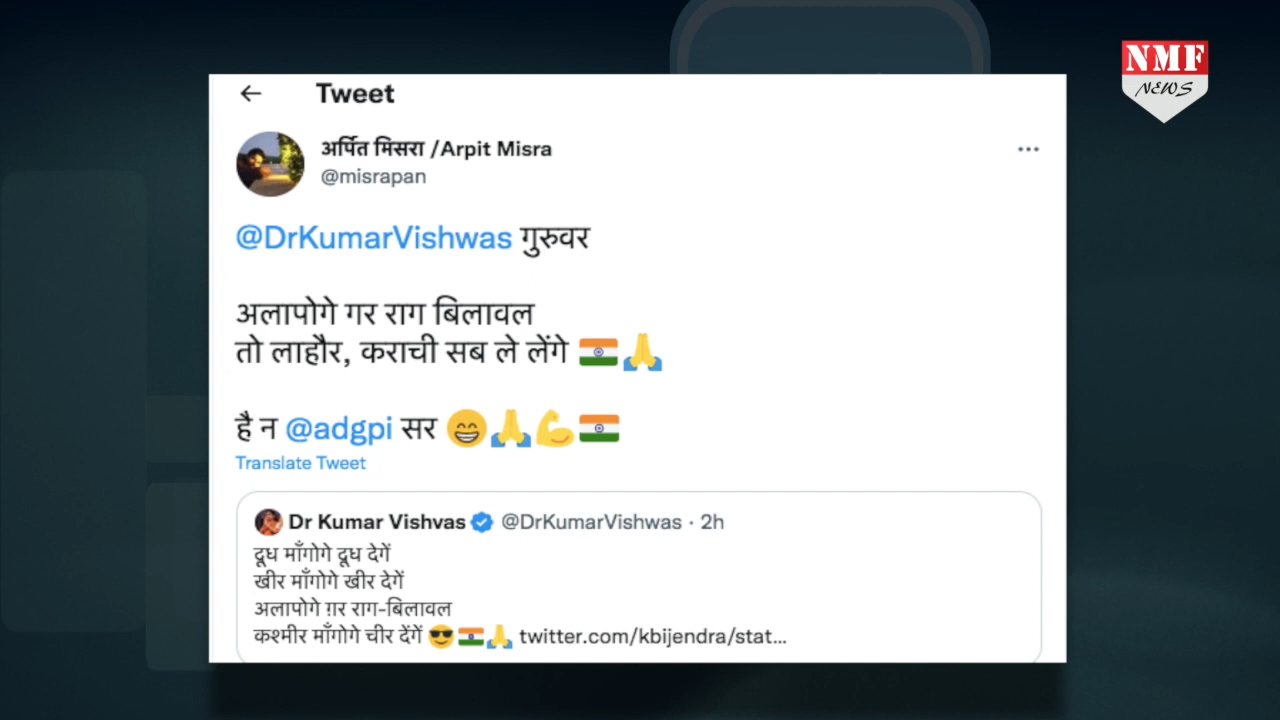 NMF
NEWS
Tweet
अर्पित मिसरा /Arpit Misra
@misrapan
@DrKumarVishwas गुरुवर
अलापोगे गर राग बिलावल
तो लाहौर, कराची सब ले लेंगे 🇮🇳🙏
है न @adgpi सर 😁🙏💪🇮🇳
Translate Tweet
Dr Kumar Vishvas @DrKumarVishwas · 2h
दूध माँगोगे दूध देगें
खीर माँगोगे खीर देगें
अलापोगे ग़र राग-बिलावल
कश्मीर माँगोगे चीर देंगें 😎🇮🇳🙏 twitter.com/kbijendra/stat...